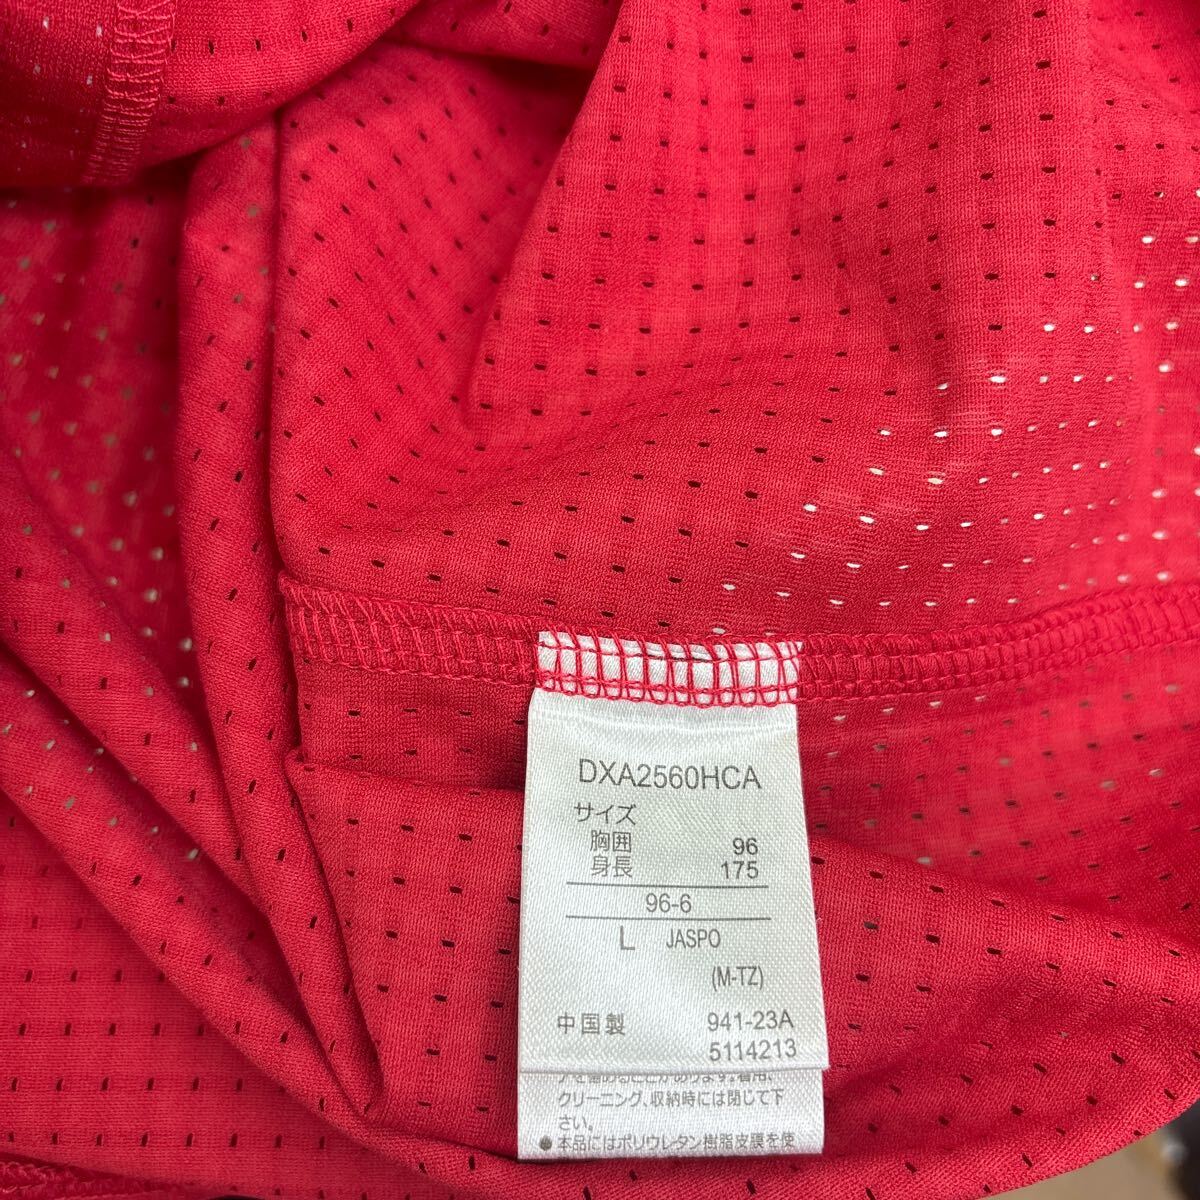 DXA2560HCA
サイズ
胸囲 96
身長 175
96-6
L JASPO
(M-TZ)
中国製 941-23A
5114213
クリーニング、収納時には閉じて下
さい。
●本品にはポリウレタン樹脂皮膜を使